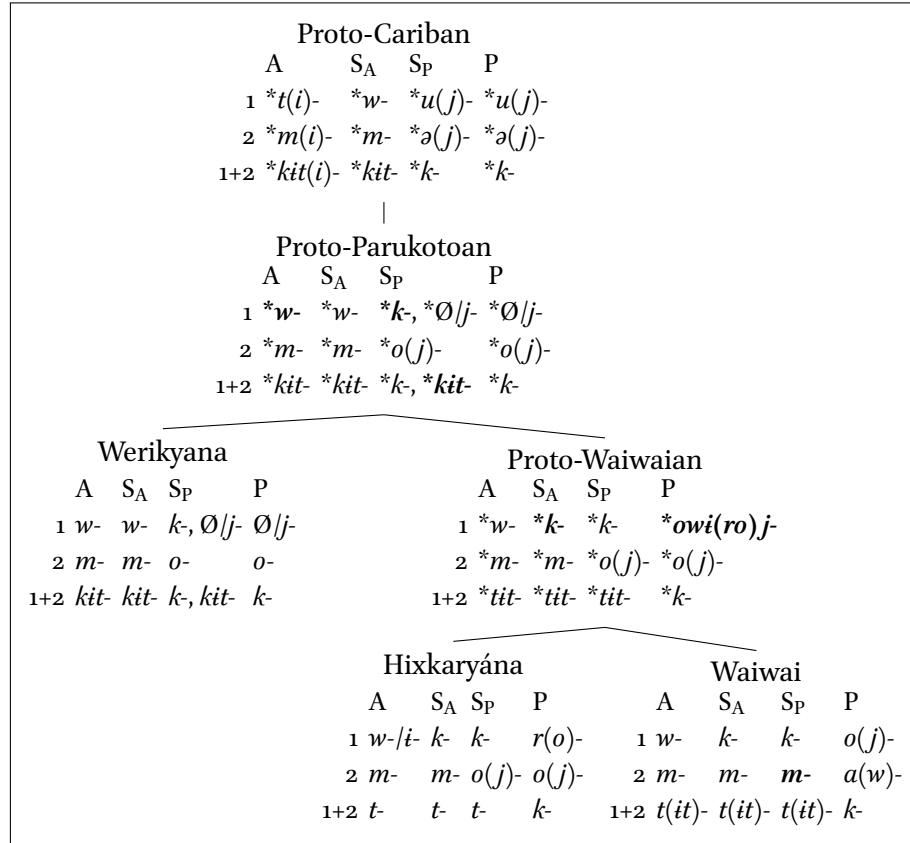 Proto-Cariban
A S_A S_P P
1 *t(i)- *w- *u(j)- *u(j)-
2 *m(i)- *m- *ə(j)- *ə(j)-
1+2 *kɨt(i)- *kɨt- *k- *k-
Proto-Parukotoan
A S_A S_P P
1 *w- *w- *k-, *Ø/j- *Ø/j-
2 *m- *m- *o(j)- *o(j)-
1+2 *kɨt- *kɨt- *k-, *kɨt- *k-
Werikyana
A S_A S_P P
1 w- w- k-, Ø/j- Ø/j-
2 m- m- o- o-
1+2 kɨt- kɨt- k-, kɨt- k-
Proto-Waiwaian
A S_A S_P P
1 *w- *k- *k- *owɨ(ro)j-
2 *m- *m- *o(j)- *o(j)-
1+2 *tɨt- *tɨt- *tɨt- *k-
Hixkaryána
A S_A S_P P
1 w-/ɨ- k- k- r(o)-
2 m- m- o(j)- o(j)-
1+2 t- t- t- k-
Waiwai
A S_A S_P P
1 w- k- k- o(j)-
2 m- m- m- a(w)-
1+2 t(ɨt)- t(ɨt)- t(ɨt)- k-